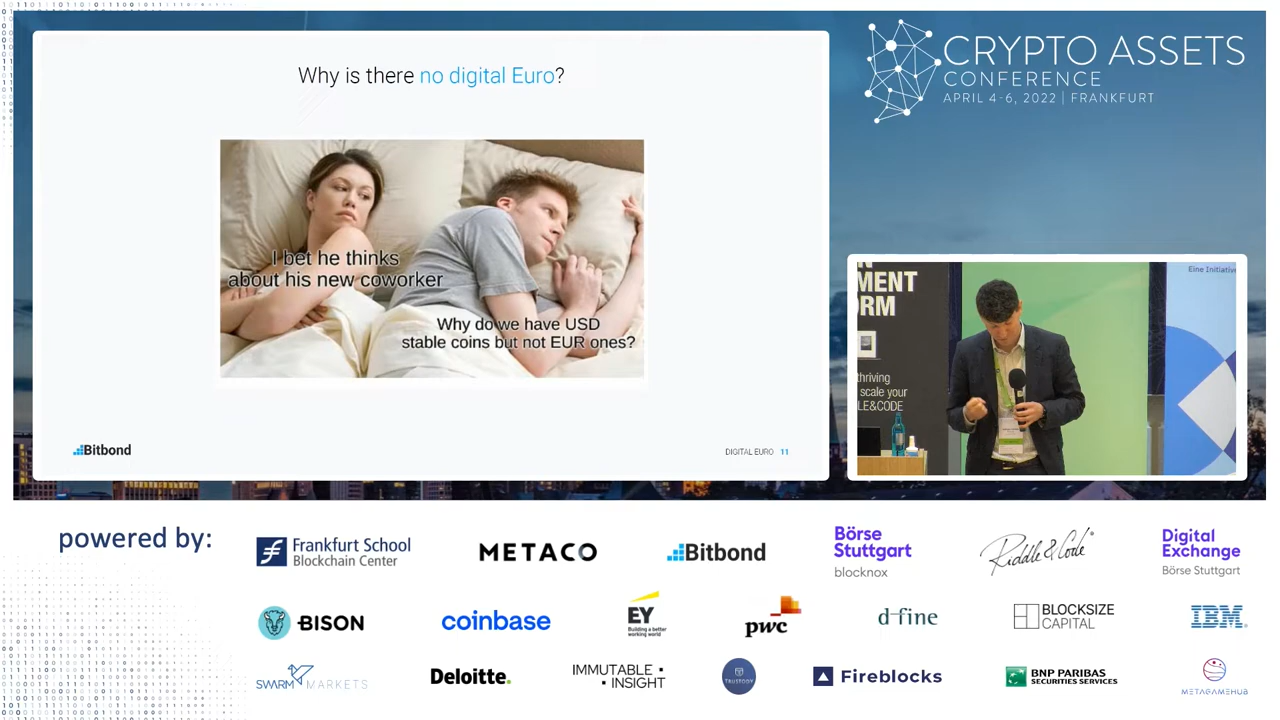 Why is there no digital Euro?
I bet he thinks
about his new coworker
Why do we have USD
stable coins but not EUR ones?
Bitbond
DIGITAL EURO 11
CRYPTO ASSETS
CONFERENCE
APRIL 4-6, 2022 | FRANKFURT
MENT
ORM
thriving
scale your
LE&CODE
Eine Initiative
powered by:
Frankfurt School
Blockchain Center
METACO
Bitbond
Börse
Stuttgart
blocknox
Riddle & Code
Digital
Exchange
Börse Stuttgart
BISON
coinbase
EY
Building a better
working world
pwc
d-fine
BLOCKSIZE
CAPITAL
IBM
SWARM MARKETS
Deloitte.
IMMUTABLE
INSIGHT
TRUSTODY
Fireblocks
BNP PARIBAS
SECURITIES SERVICES
METAGAMEHUB